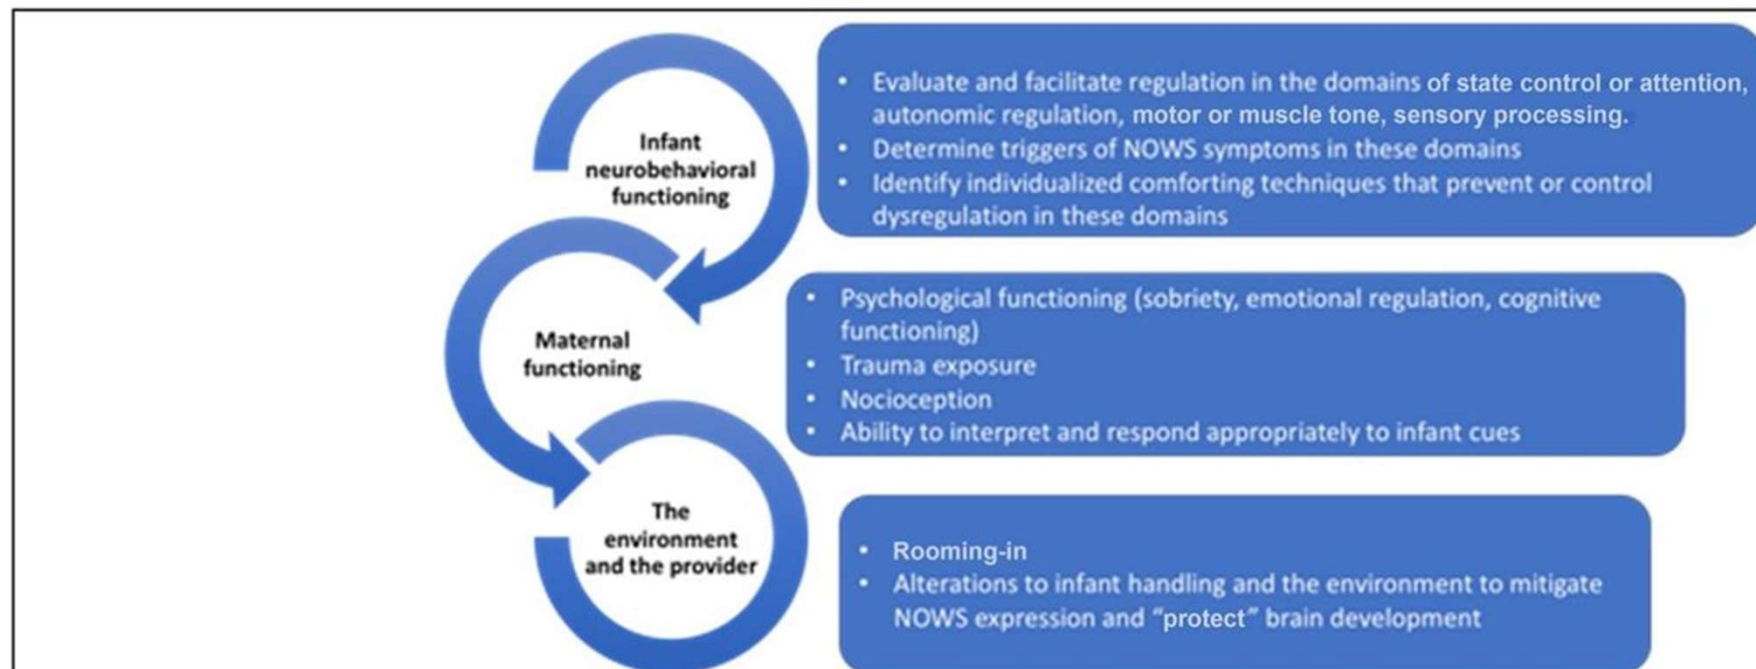 Infant
neurobehavioral
functioning
• Evaluate and facilitate regulation in the domains of state control or attention,
autonomic regulation, motor or muscle tone, sensory processing.
• Determine triggers of NOWS symptoms in these domains
• Identify individualized comforting techniques that prevent or control
dysregulation in these domains
Maternal
functioning
• Psychological functioning (sobriety, emotional regulation, cognitive
functioning)
• Trauma exposure
• Nocioception
• Ability to interpret and respond appropriately to infant cues
The
environment
and the provider
• Rooming-in
• Alterations to infant handling and the environment to mitigate
NOWS expression and “protect” brain development